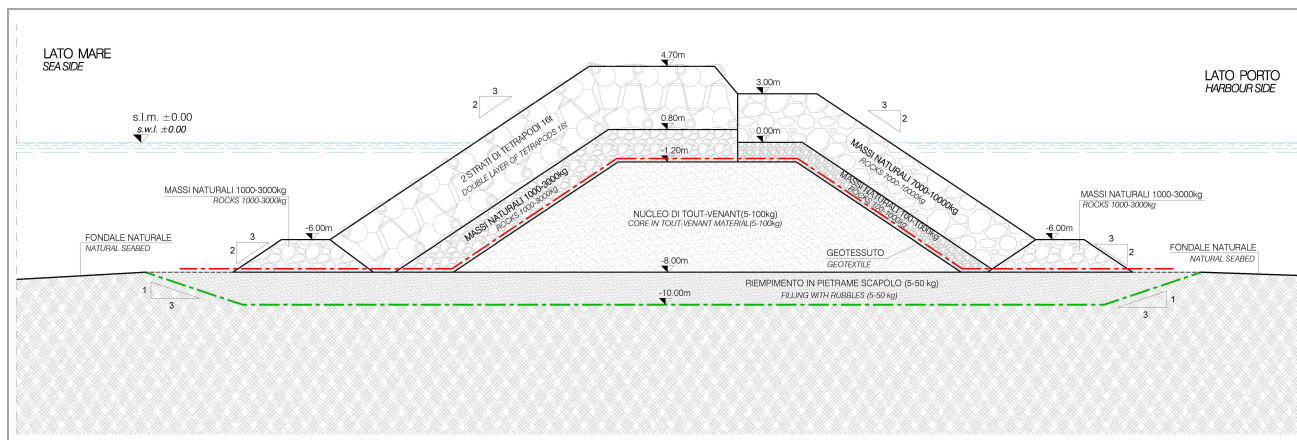 LATO MARE
SEA SIDE
LATO PORTO
HARBOUR SIDE
4.70m
3.00m
3
2
3
2
s.l.m. ±0.00
s.w.l. ±0.00
0.80m
0.00m
-1.20m
2 STRATI DI TETRAPODI 16t
DOUBLE LAYER OF TETRAPODS 16t
MASSI NATURALI 7000-10000kg
ROCKS 7000-10000kg
MASSI NATURALI 1000-3000kg
ROCKS 1000-3000kg
MASSI NATURALI 100-1000kg
ROCKS 100-1000kg
MASSI NATURALI 1000-3000kg
ROCKS 1000-3000kg
MASSI NATURALI 1000-3000kg
ROCKS 1000-3000kg
NUCLEO DI TOUT-VENANT(5-100kg)
CORE IN TOUT-VENANT MATERIAL(5-100kg)
-6.00m
-6.00m
3
2
3
2
FONDALE NATURALE
NATURAL SEABED
GEOTESSUTO
GEOTEXTILE
FONDALE NATURALE
NATURAL SEABED
-8.00m
RIEMPIMENTO IN PIETRAME SCAPOLO (5-50 kg)
FILLING WITH RUBBLES (5-50 kg)
-10.00m
1
3
1
3